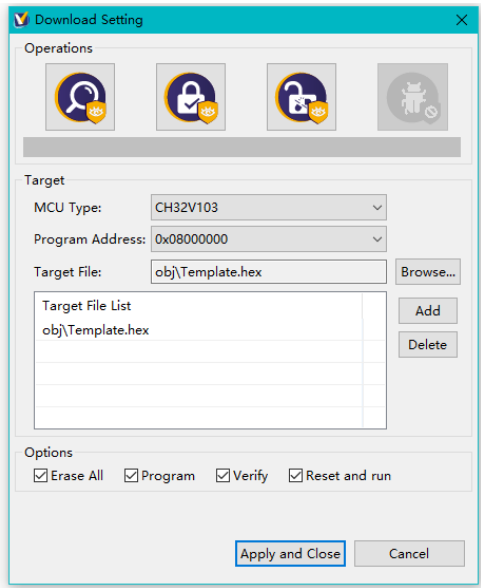 Download Setting
Operations
Target
MCU Type: CH32V103
Program Address: 0x08000000
Target File: obj\Template.hex Browse...
Target File List
obj\Template.hex
Add
Delete
Options
Erase All Program Verify Reset and run
Apply and Close Cancel